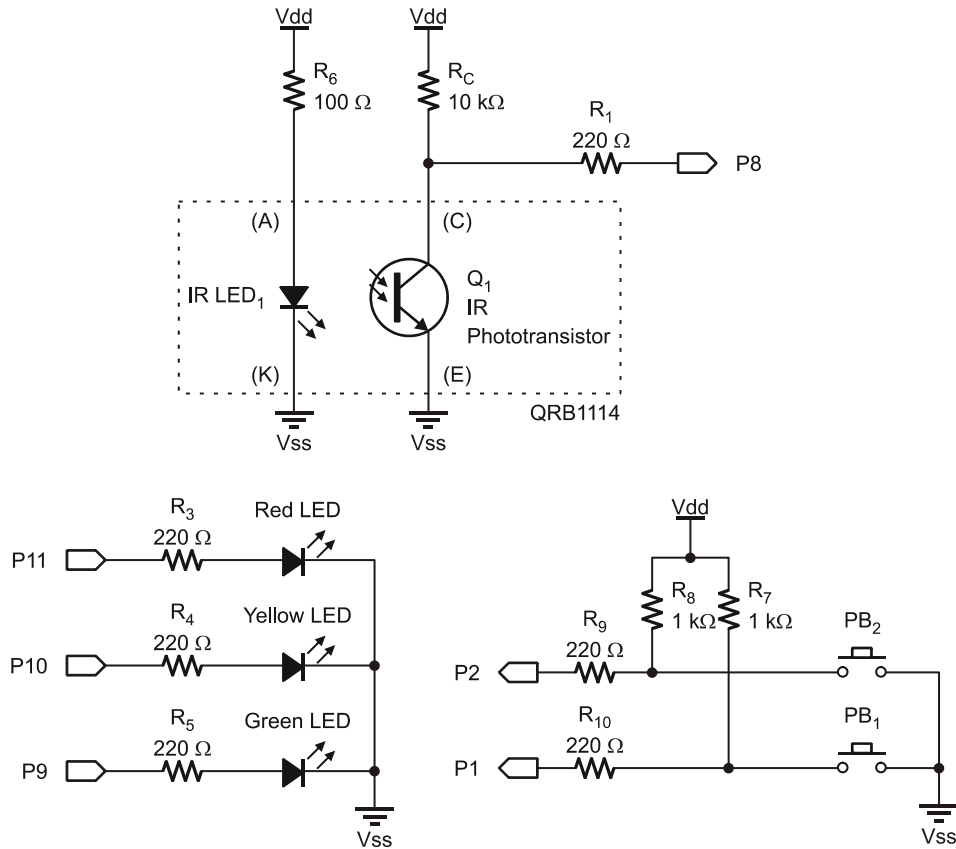 Vdd Vdd
R6 100 Ω
RC 10 kΩ
R1 220 Ω
P8
(A) (C)
IR LED1
Q1
IR
Phototransistor
(K) (E)
QRB1114
Vss Vss
P11
R3 220 Ω
Red LED
P10
R4 220 Ω
Yellow LED
P9
R5 220 Ω
Green LED
Vss
Vdd
R8 1 kΩ
R7 1 kΩ
P2
R9 220 Ω
PB2
P1
R10 220 Ω
PB1
Vss